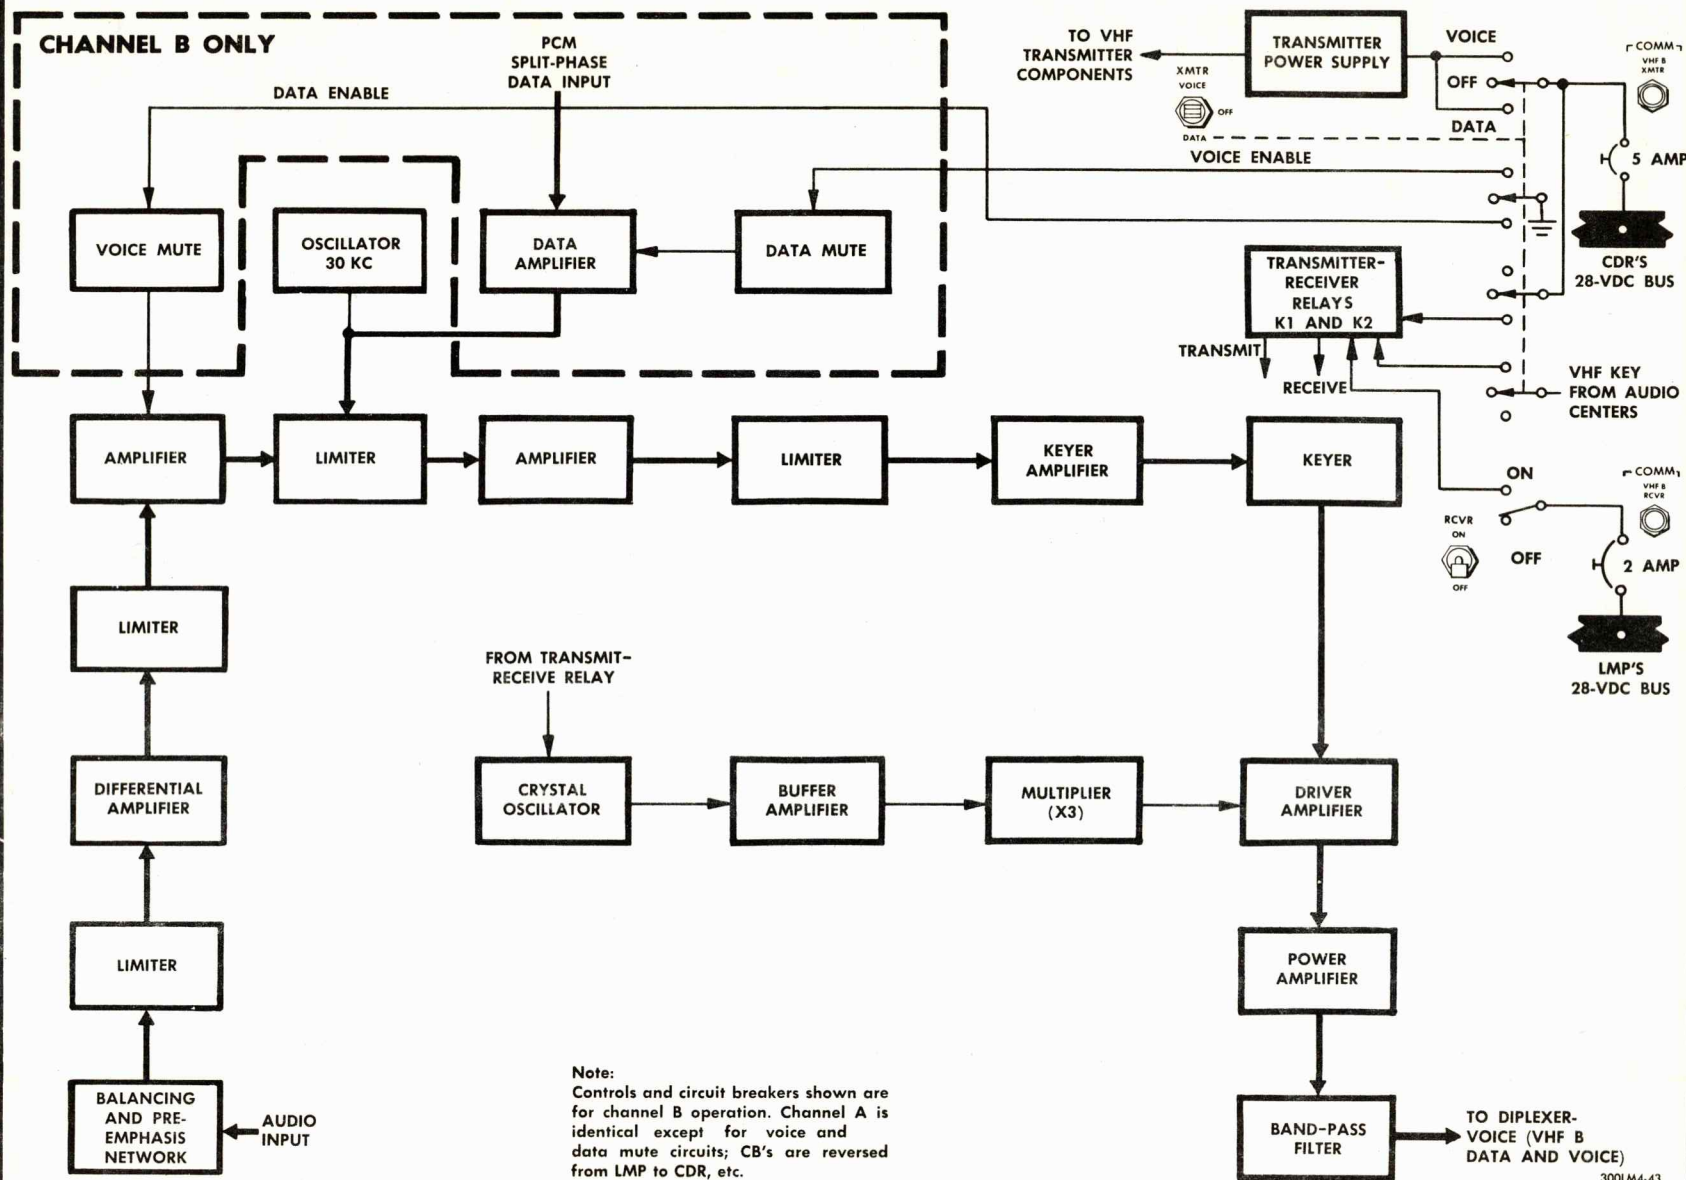 CHANNEL B ONLY
PCM
SPLIT-PHASE
DATA INPUT
DATA ENABLE
TO VHF
TRANSMITTER
COMPONENTS
TRANSMITTER
POWER SUPPLY
XMTR
VOICE
OFF
DATA
VOICE
OFF
DATA
COMM
VHF B
XMTR
5 AMP
CDR'S
28-VDC BUS
VOICE ENABLE
VOICE MUTE
OSCILLATOR
30 KC
DATA
AMPLIFIER
DATA MUTE
TRANSMITTER-
RECEIVER
RELAYS
K1 AND K2
TRANSMIT
RECEIVE
VHF KEY
FROM AUDIO
CENTERS
AMPLIFIER
LIMITER
AMPLIFIER
LIMITER
KEYER
AMPLIFIER
KEYER
ON
OFF
RCVR
ON
OFF
COMM
VHF B
RCVR
2 AMP
LMP'S
28-VDC BUS
LIMITER
FROM TRANSMIT-
RECEIVE RELAY
DIFFERENTIAL
AMPLIFIER
CRYSTAL
OSCILLATOR
BUFFER
AMPLIFIER
MULTIPLIER
(X3)
DRIVER
AMPLIFIER
LIMITER
POWER
AMPLIFIER
BALANCING
AND PRE-
EMPHASIS
NETWORK
AUDIO
INPUT
Note:
Controls and circuit breakers shown are
for channel B operation. Channel A is
identical except for voice and
data mute circuits; CB's are reversed
from LMP to CDR, etc.
BAND-PASS
FILTER
TO DIPLEXER-
VOICE (VHF B
DATA AND VOICE)
300LM4-43